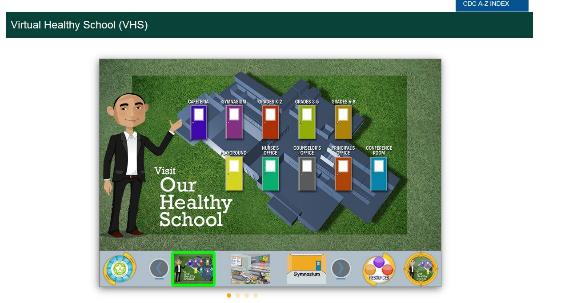 CDC A-Z INDEX
Virtual Healthy School (VHS)
CAFETERIA
GYMNASIUM
GRADES K-2
GRADES 3-5
GRADES 6-8
PLAYGROUND
NURSE'S
OFFICE
COUNSELOR'S
OFFICE
PRINCIPAL'S
OFFICE
CONFERENCE
ROOM
Visit
Our
Healthy
School
Gymnasium
RESOURCES